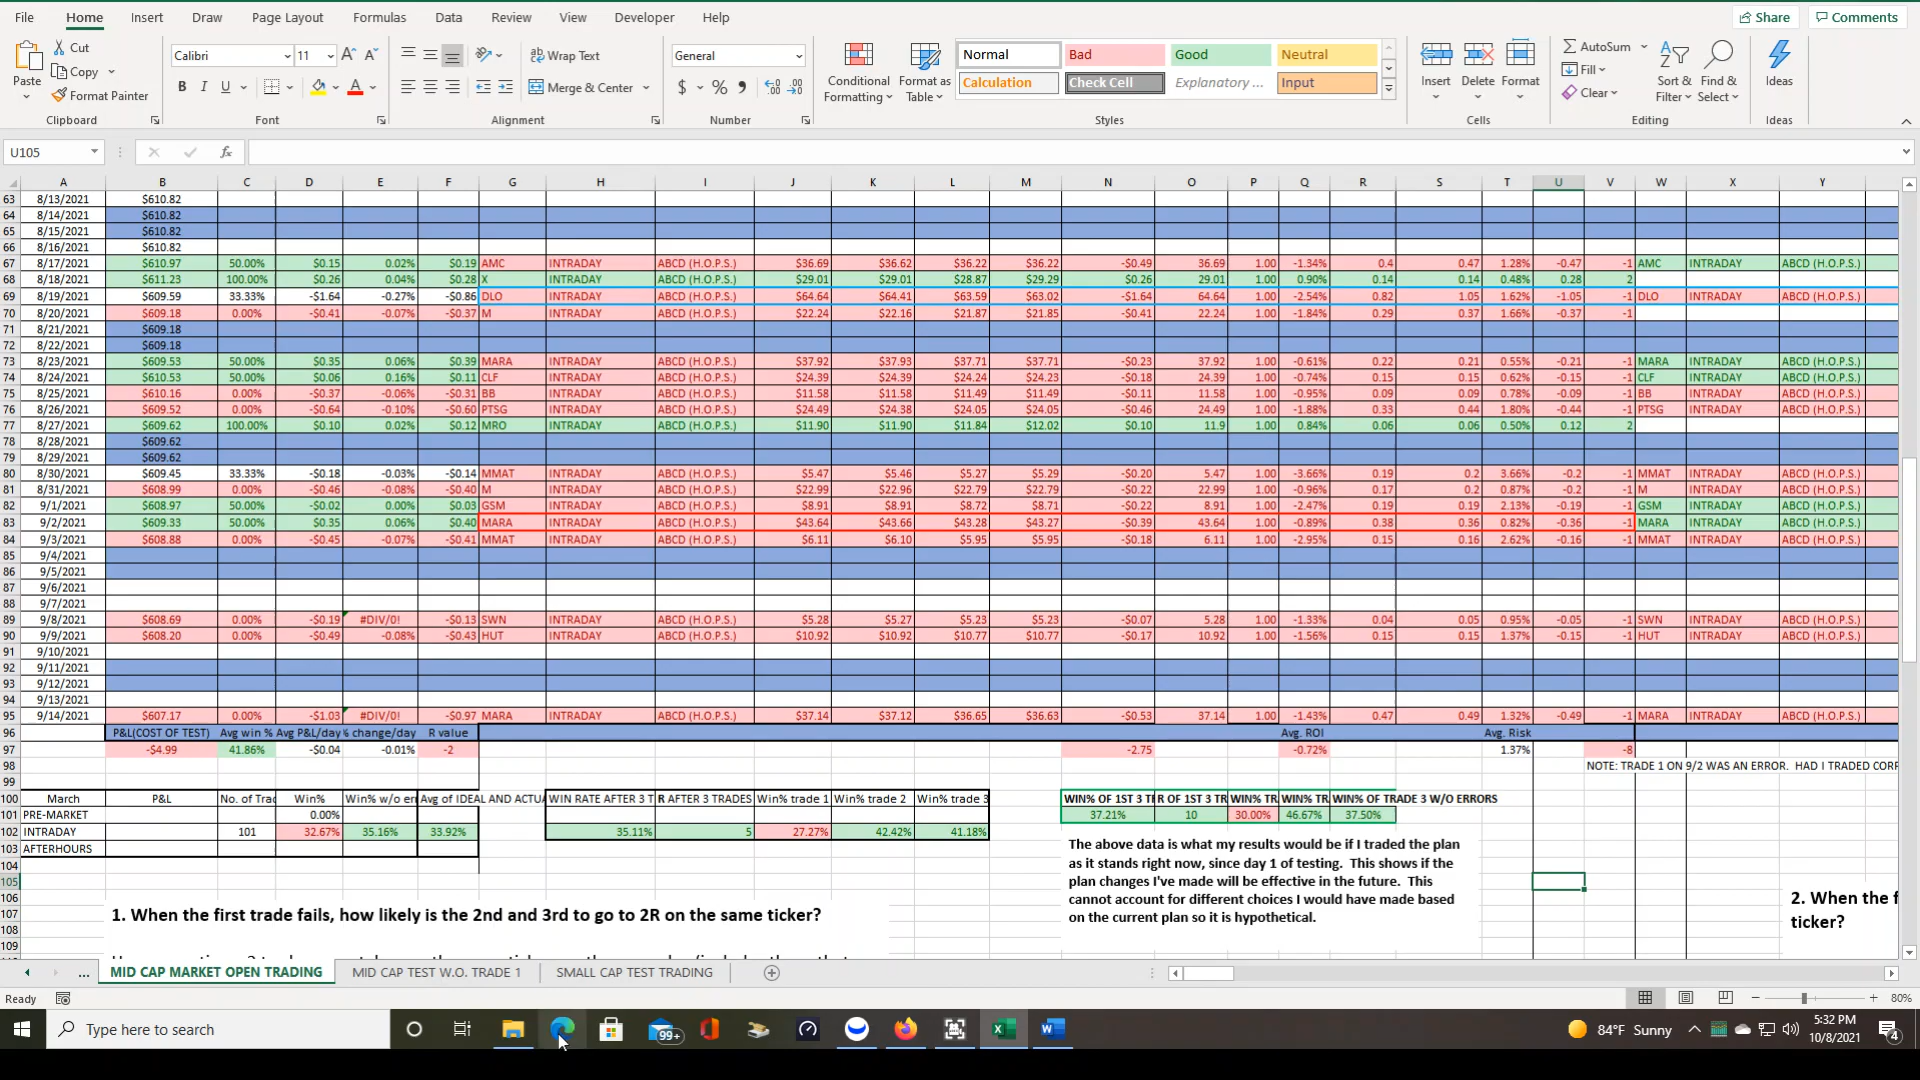 File Home Insert Draw Page Layout Formulas Data Review View Developer Help Share Comments
Cut
Copy
Format Painter
Paste
Calibri 11 A A
B I U A
Wrap Text
Merge & Center
General
$ % ,
Conditional Formatting
Format as Table
Normal Bad Good Neutral
Calculation Check Cell Explanatory ... Input
Insert Delete Format
AutoSum
Fill
Clear
Sort & Filter
Find & Select
Ideas
Clipboard Font Alignment Number Styles Cells Editing Ideas
U105 fx
A B C D E F G H I J K L M N O P Q R S T U V W X Y
63 8/13/2021 $610.82
64 8/14/2021 $610.82
65 8/15/2021 $610.82
66 8/16/2021 $610.82
67 8/17/2021 $610.97 50.00% $0.15 0.02% $0.19 AMC INTRADAY ABCD (H.O.P.S.) $36.69 $36.62 $36.22 $36.22 -$0.49 36.69 1.00 -1.34% 0.4 0.47 1.28% -0.47 -1 AMC INTRADAY ABCD (H.O.P.S.)
68 8/18/2021 $611.23 100.00% $0.26 0.04% $0.28 X INTRADAY ABCD (H.O.P.S.) $29.01 $29.01 $28.87 $29.29 $0.26 29.01 1.00 0.90% 0.14 0.14 0.48% 0.28 2
69 8/19/2021 $609.59 33.33% -$1.64 -0.27% -$0.86 DLO INTRADAY ABCD (H.O.P.S.) $64.64 $64.41 $63.59 $63.02 -$1.64 64.64 1.00 -2.54% 0.82 1.05 1.62% -1.05 -1 DLO INTRADAY ABCD (H.O.P.S.)
70 8/20/2021 $609.18 0.00% -$0.41 -0.07% -$0.37 M INTRADAY ABCD (H.O.P.S.) $22.24 $22.16 $21.87 $21.85 -$0.41 22.24 1.00 -1.84% 0.29 0.37 1.66% -0.37 -1
71 8/21/2021 $609.18
72 8/22/2021 $609.18
73 8/23/2021 $609.53 50.00% $0.35 0.06% $0.39 MARA INTRADAY ABCD (H.O.P.S.) $37.92 $37.93 $37.71 $37.71 -$0.23 37.92 1.00 -0.61% 0.22 0.21 0.55% -0.21 -1 MARA INTRADAY ABCD (H.O.P.S.)
74 8/24/2021 $610.53 50.00% $0.06 0.16% $0.11 CLF INTRADAY ABCD (H.O.P.S.) $24.39 $24.39 $24.24 $24.23 -$0.18 24.39 1.00 -0.74% 0.15 0.15 0.62% -0.15 -1 CLF INTRADAY ABCD (H.O.P.S.)
75 8/25/2021 $610.16 0.00% -$0.37 -0.06% -$0.31 BB INTRADAY ABCD (H.O.P.S.) $11.58 $11.58 $11.49 $11.49 -$0.11 11.58 1.00 -0.95% 0.09 0.09 0.78% -0.09 -1 BB INTRADAY ABCD (H.O.P.S.)
76 8/26/2021 $609.52 0.00% -$0.64 -0.10% -$0.60 PTSG INTRADAY ABCD (H.O.P.S.) $24.49 $24.38 $24.05 $24.05 -$0.46 24.49 1.00 -1.88% 0.33 0.44 1.80% -0.44 -1 PTSG INTRADAY ABCD (H.O.P.S.)
77 8/27/2021 $609.62 100.00% $0.10 0.02% $0.12 MRO INTRADAY ABCD (H.O.P.S.) $11.90 $11.90 $11.84 $12.02 $0.10 11.9 1.00 0.84% 0.06 0.06 0.50% 0.12 2
78 8/28/2021 $609.62
79 8/29/2021 $609.62
80 8/30/2021 $609.45 33.33% -$0.18 -0.03% -$0.14 MMAT INTRADAY ABCD (H.O.P.S.) $5.47 $5.46 $5.27 $5.29 -$0.20 5.47 1.00 -3.66% 0.19 0.2 3.66% -0.2 -1 MMAT INTRADAY ABCD (H.O.P.S.)
81 8/31/2021 $608.99 0.00% -$0.46 -0.08% -$0.40 M INTRADAY ABCD (H.O.P.S.) $22.99 $22.96 $22.79 $22.79 -$0.22 22.99 1.00 -0.96% 0.17 0.2 0.87% -0.2 -1 M INTRADAY ABCD (H.O.P.S.)
82 9/1/2021 $608.97 50.00% -$0.02 0.00% $0.03 GSM INTRADAY ABCD (H.O.P.S.) $8.91 $8.91 $8.72 $8.71 -$0.22 8.91 1.00 -2.47% 0.19 0.19 2.13% -0.19 -1 GSM INTRADAY ABCD (H.O.P.S.)
83 9/2/2021 $609.33 50.00% $0.35 0.06% $0.40 MARA INTRADAY ABCD (H.O.P.S.) $43.64 $43.66 $43.28 $43.27 -$0.39 43.64 1.00 -0.89% 0.38 0.36 0.82% -0.36 -1 MARA INTRADAY ABCD (H.O.P.S.)
84 9/3/2021 $608.88 0.00% -$0.45 -0.07% -$0.41 MMAT INTRADAY ABCD (H.O.P.S.) $6.11 $6.10 $5.95 $5.95 -$0.18 6.11 1.00 -2.95% 0.15 0.16 2.62% -0.16 -1 MMAT INTRADAY ABCD (H.O.P.S.)
85 9/4/2021
86 9/5/2021
87 9/6/2021
88 9/7/2021
89 9/8/2021 $608.69 0.00% -$0.19 #DIV/0! -$0.13 SWN INTRADAY ABCD (H.O.P.S.) $5.28 $5.27 $5.23 $5.23 -$0.07 5.28 1.00 -1.33% 0.04 0.05 0.95% -0.05 -1 SWN INTRADAY ABCD (H.O.P.S.)
90 9/9/2021 $608.20 0.00% -$0.49 -0.08% -$0.43 HUT INTRADAY ABCD (H.O.P.S.) $10.92 $10.92 $10.77 $10.77 -$0.17 10.92 1.00 -1.56% 0.15 0.15 1.37% -0.15 -1 HUT INTRADAY ABCD (H.O.P.S.)
91 9/10/2021
92 9/11/2021
93 9/12/2021
94 9/13/2021
95 9/14/2021 $607.17 0.00% -$1.03 #DIV/0! -$0.97 MARA INTRADAY ABCD (H.O.P.S.) $37.14 $37.12 $36.65 $36.63 -$0.53 37.14 1.00 -1.43% 0.47 0.49 1.32% -0.49 -1 MARA INTRADAY ABCD (H.O.P.S.)
96 P&L(COST OF TEST) Avg win % Avg P&L/day % change/day R value Avg. ROI Avg. Risk
97 -$4.99 41.86% -$0.04 -0.01% -2 -2.75 -0.72% 1.37% -8
98 NOTE: TRADE 1 ON 9/2 WAS AN ERROR. HAD I TRADED CORR
99
100 March P&L No. of Trad Win% Win% w/o err Avg of IDEAL AND ACTUA WIN RATE AFTER 3 T R AFTER 3 TRADES Win% trade 1 Win% trade 2 Win% trade 3 WIN% OF 1ST 3 TR R OF 1ST 3 TR WIN% TR WIN% TR WIN% OF TRADE 3 W/O ERRORS
101 PRE-MARKET 0.00% 37.21% 10 30.00% 46.67% 37.50%
102 INTRADAY 101 32.67% 35.16% 33.92% 35.11% 5 27.27% 42.42% 41.18%
103 AFTERHOURS
104
105
106
107
108
109
The above data is what my results would be if I traded the plan
as it stands right now, since day 1 of testing. This shows if the
plan changes I've made will be effective in the future. This
cannot account for different choices I would have made based
on the current plan so it is hypothetical.
1. When the first trade fails, how likely is the 2nd and 3rd to go to 2R on the same ticker?
2. When the f
ticker?
... MID CAP MARKET OPEN TRADING MID CAP TEST W.O. TRADE 1 SMALL CAP TEST TRADING
Ready 80%
Type here to search 99+ 84°F Sunny 5:32 PM
10/8/2021 4